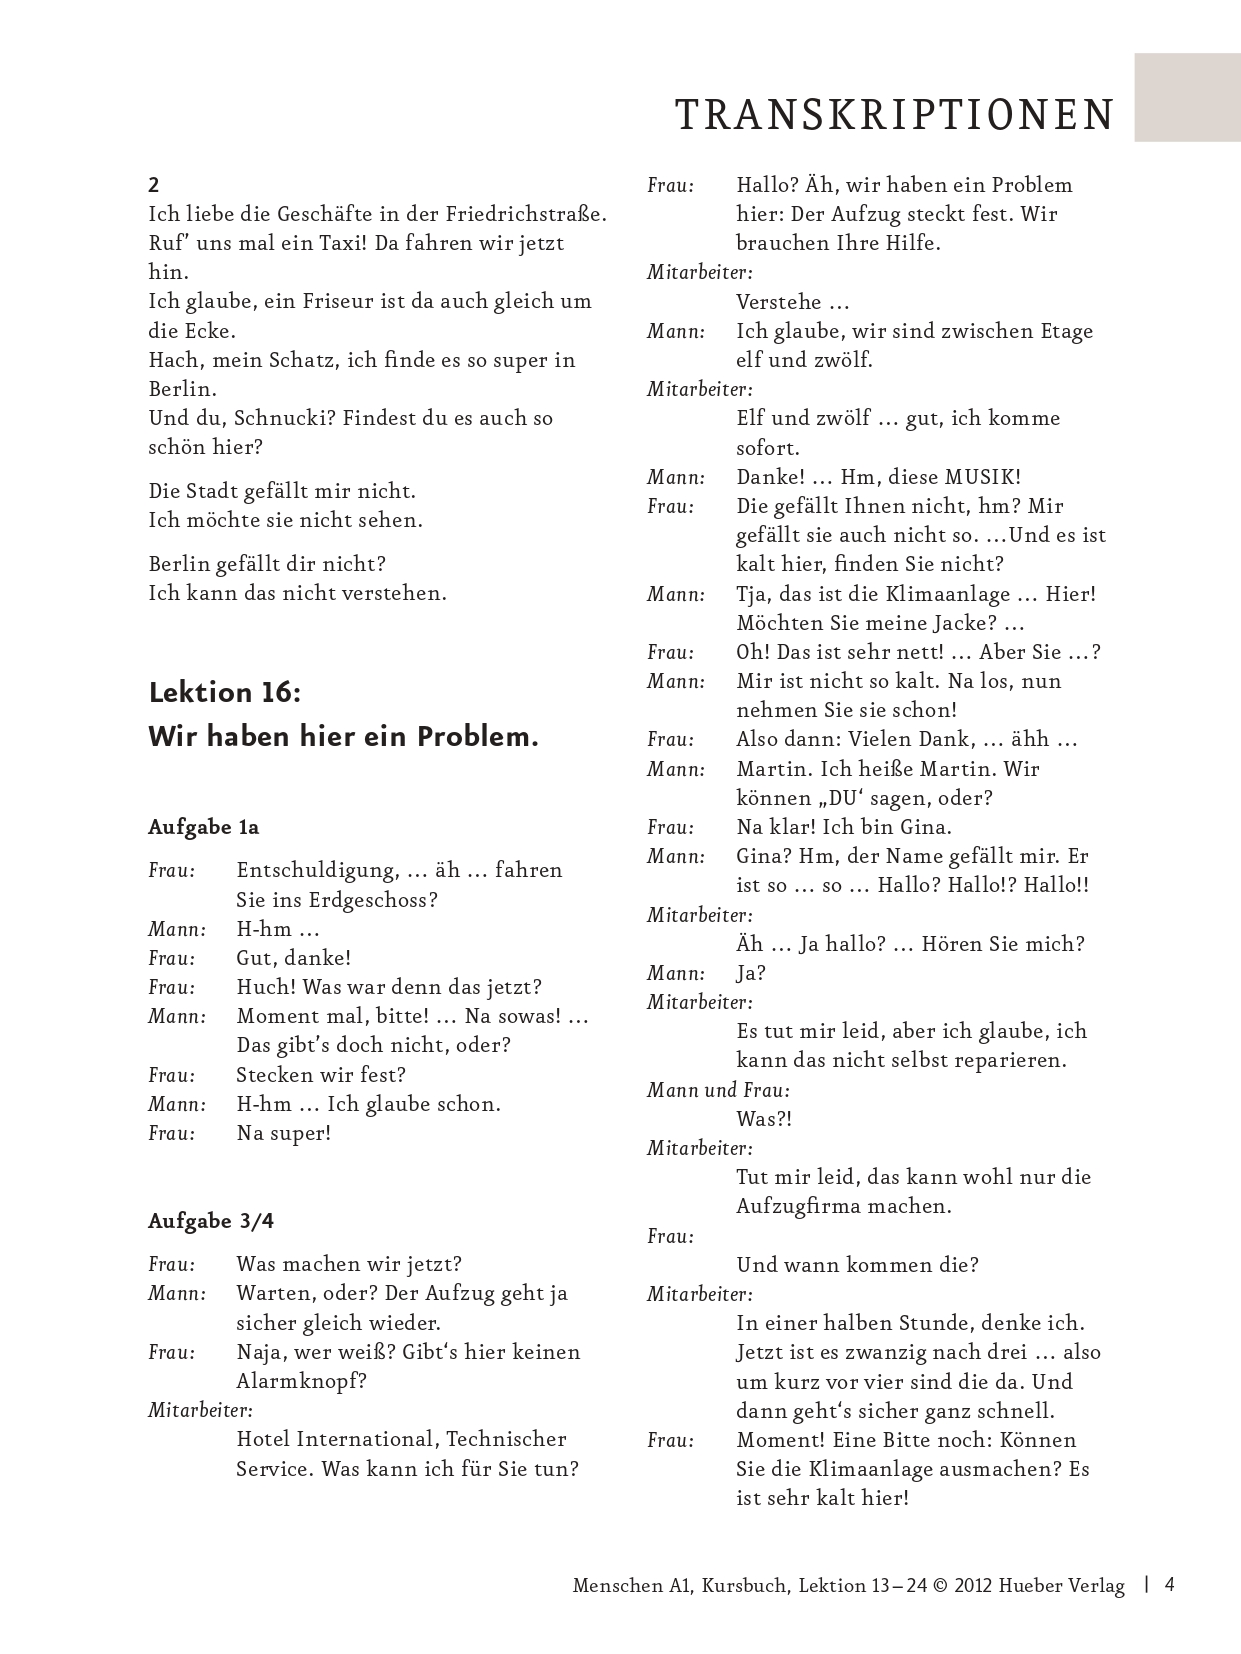 TRANSKRIPTIONEN
2
Ich liebe die Geschäfte in der Friedrichstraße.
Ruf’ uns mal ein Taxi! Da fahren wir jetzt
hin.
Ich glaube, ein Friseur ist da auch gleich um
die Ecke.
Hach, mein Schatz, ich finde es so super in
Berlin.
Und du, Schnucki? Findest du es auch so
schön hier?
Die Stadt gefällt mir nicht.
Ich möchte sie nicht sehen.
Berlin gefällt dir nicht?
Ich kann das nicht verstehen.
Lektion 16:
Wir haben hier ein Problem.
Aufgabe 1a
Frau: Entschuldigung, … äh … fahren
Sie ins Erdgeschoss?
Mann: H-hm …
Frau: Gut, danke!
Frau: Huch! Was war denn das jetzt?
Mann: Moment mal, bitte! … Na sowas! …
Das gibt’s doch nicht, oder?
Frau: Stecken wir fest?
Mann: H-hm … Ich glaube schon.
Frau: Na super!
Aufgabe 3/4
Frau: Was machen wir jetzt?
Mann: Warten, oder? Der Aufzug geht ja
sicher gleich wieder.
Frau: Naja, wer weiß? Gibt‘s hier keinen
Alarmknopf?
Mitarbeiter:
Hotel International, Technischer
Service. Was kann ich für Sie tun?
Frau: Hallo? Äh, wir haben ein Problem
hier: Der Aufzug steckt fest. Wir
brauchen Ihre Hilfe.
Mitarbeiter:
Verstehe …
Mann: Ich glaube, wir sind zwischen Etage
elf und zwölf.
Mitarbeiter:
Elf und zwölf … gut, ich komme
sofort.
Mann: Danke! … Hm, diese MUSIK!
Frau: Die gefällt Ihnen nicht, hm? Mir
gefällt sie auch nicht so. …Und es ist
kalt hier, finden Sie nicht?
Mann: Tja, das ist die Klimaanlage … Hier!
Möchten Sie meine Jacke? …
Frau: Oh! Das ist sehr nett! … Aber Sie …?
Mann: Mir ist nicht so kalt. Na los, nun
nehmen Sie sie schon!
Frau: Also dann: Vielen Dank, … ähh …
Mann: Martin. Ich heiße Martin. Wir
können „DU‘ sagen, oder?
Frau: Na klar! Ich bin Gina.
Mann: Gina? Hm, der Name gefällt mir. Er
ist so … so … Hallo? Hallo!? Hallo!!
Mitarbeiter:
Äh … Ja hallo? … Hören Sie mich?
Mann: Ja?
Mitarbeiter:
Es tut mir leid, aber ich glaube, ich
kann das nicht selbst reparieren.
Mann und Frau:
Was?!
Mitarbeiter:
Tut mir leid, das kann wohl nur die
Aufzugfirma machen.
Frau:
Und wann kommen die?
Mitarbeiter:
In einer halben Stunde, denke ich.
Jetzt ist es zwanzig nach drei … also
um kurz vor vier sind die da. Und
dann geht‘s sicher ganz schnell.
Frau: Moment! Eine Bitte noch: Können
Sie die Klimaanlage ausmachen? Es
ist sehr kalt hier!
Menschen A1, Kursbuch, Lektion 13–24 © 2012 Hueber Verlag | 4